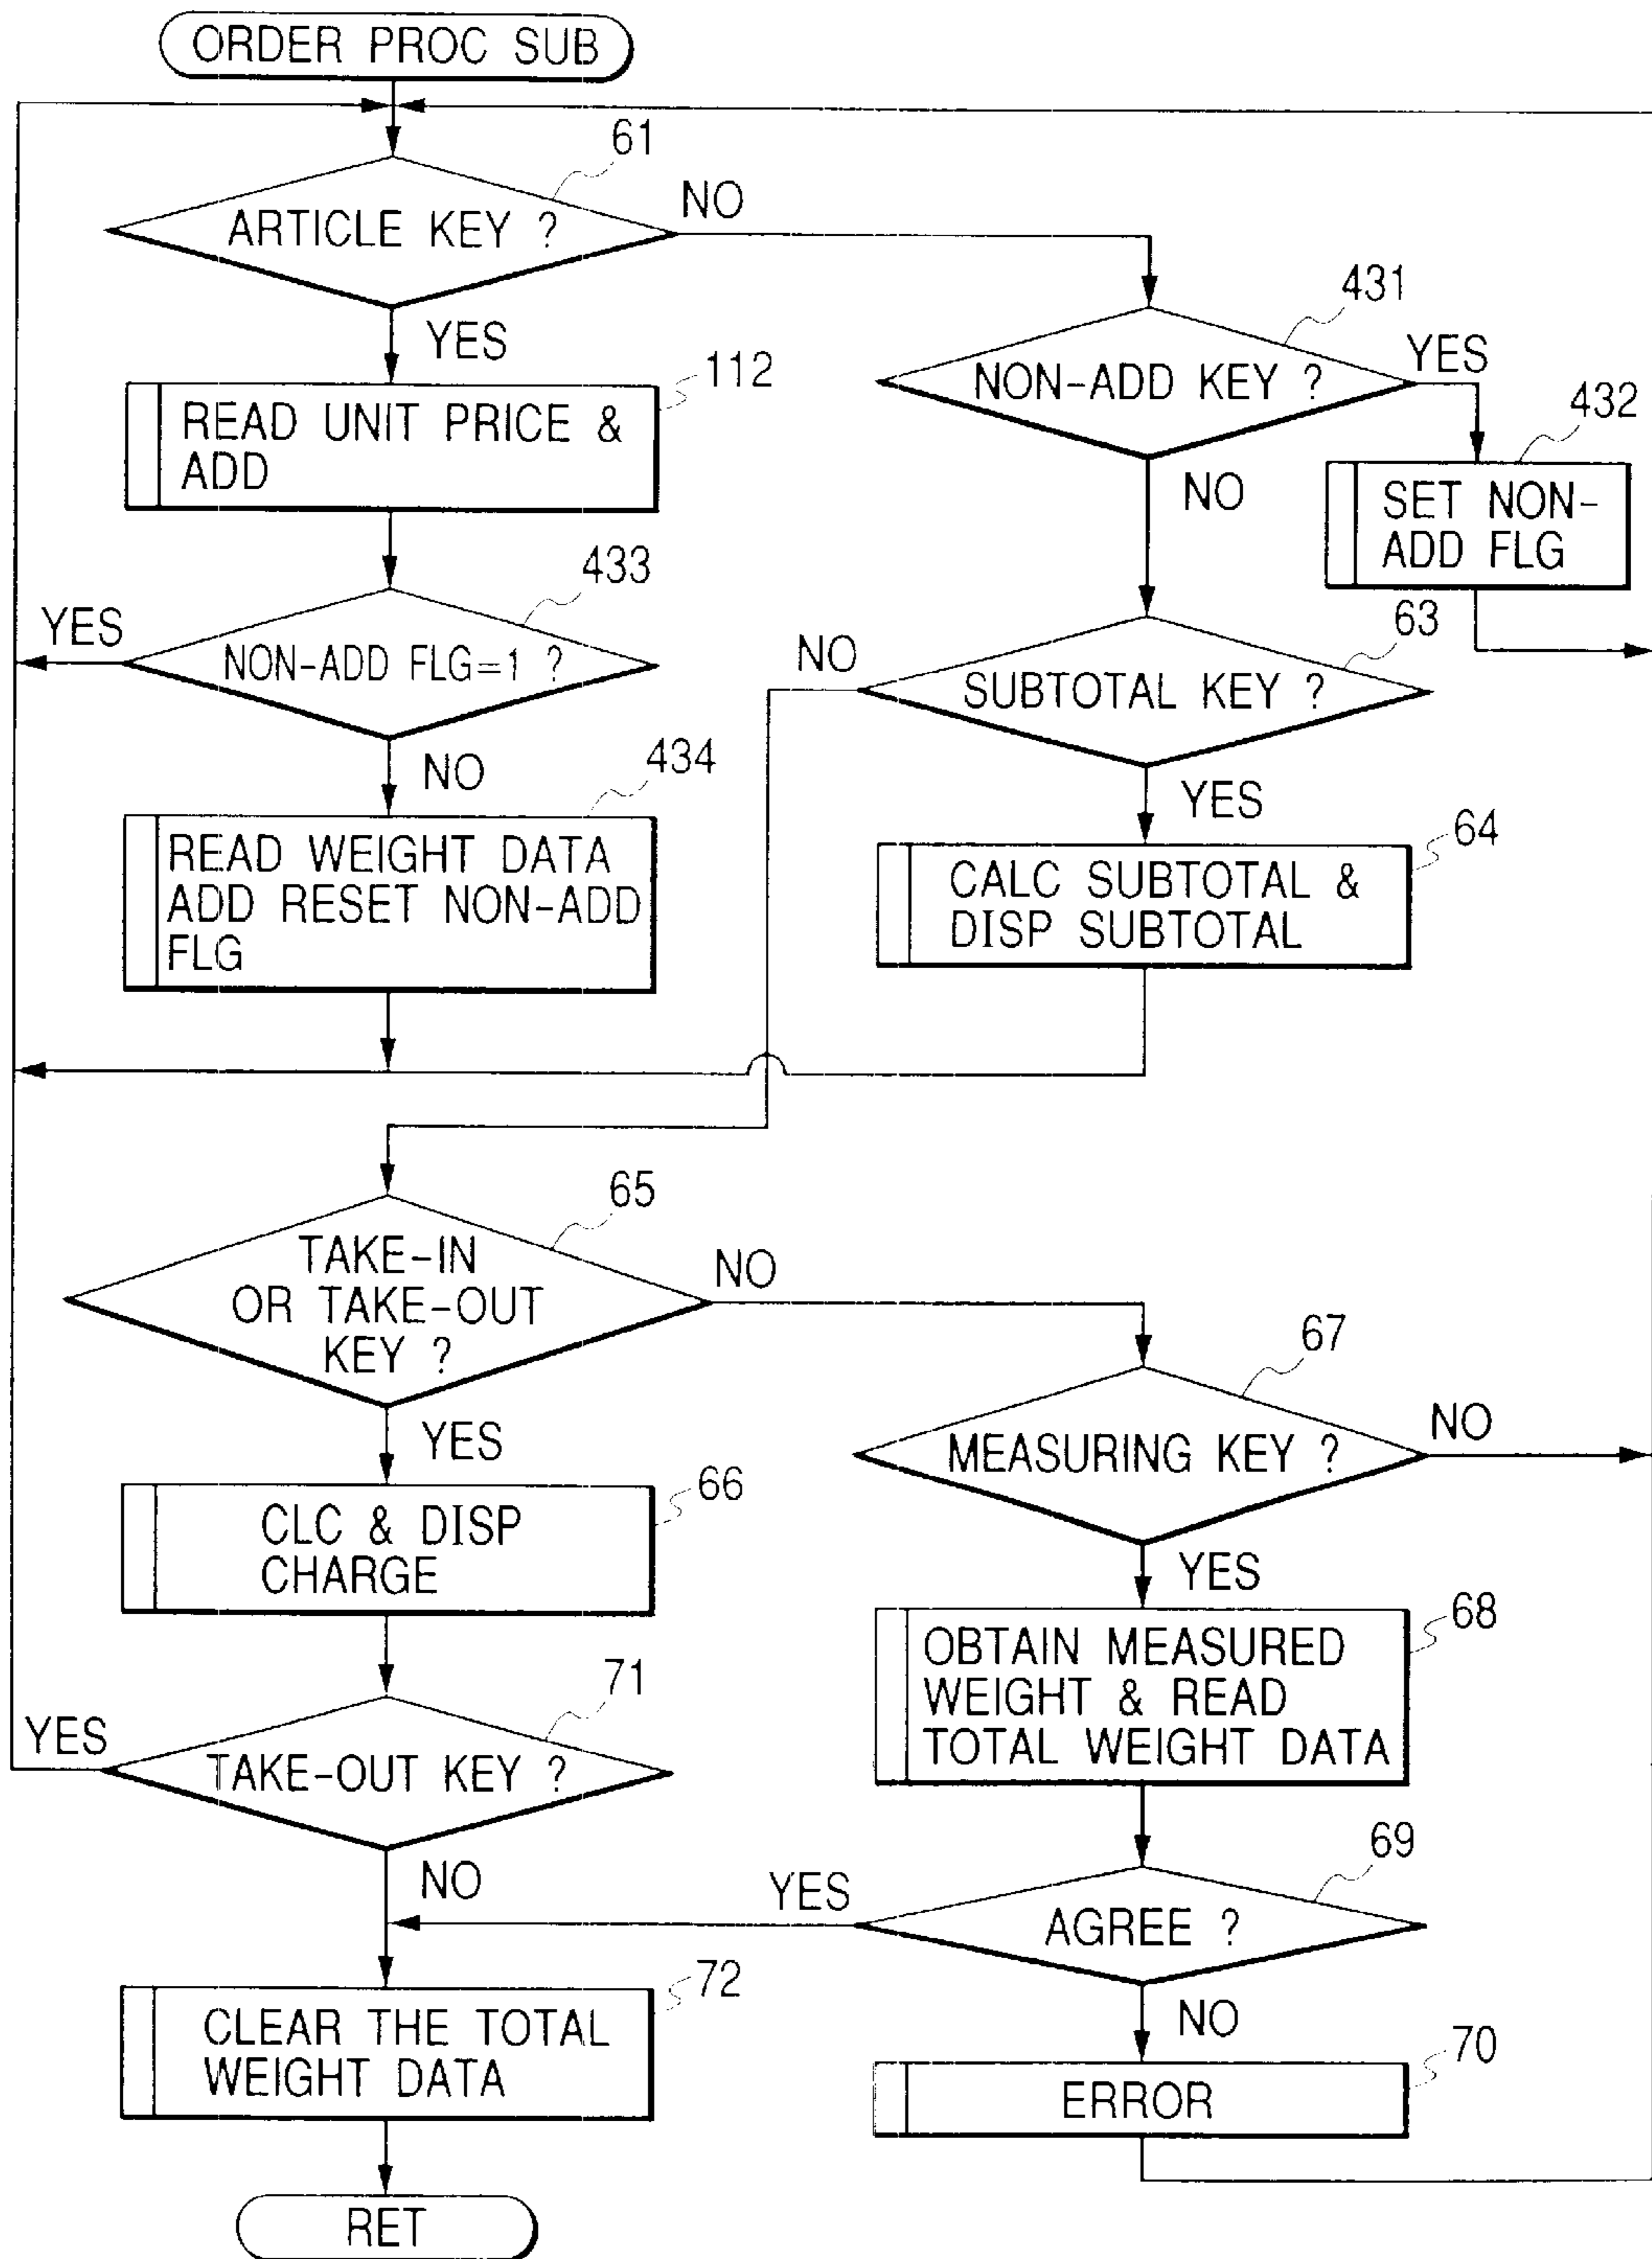 ORDER PROC SUB
61
ARTICLE KEY ?
NO
YES
431
NON-ADD KEY ?
YES
112
READ UNIT PRICE &
ADD
432
SET NON-
ADD FLG
NO
433
YES
NON-ADD FLG=1 ?
63
NO
SUBTOTAL KEY ?
NO
434
YES
READ WEIGHT DATA
ADD RESET NON-ADD
FLG
64
CALC SUBTOTAL &
DISP SUBTOTAL
65
TAKE-IN
OR TAKE-OUT
KEY ?
NO
YES
67
MEASURING KEY ?
NO
66
CLC & DISP
CHARGE
YES
68
OBTAIN MEASURED
WEIGHT & READ
TOTAL WEIGHT DATA
71
YES
TAKE-OUT KEY ?
NO
69
YES
AGREE ?
72
CLEAR THE TOTAL
WEIGHT DATA
NO
70
ERROR
RET